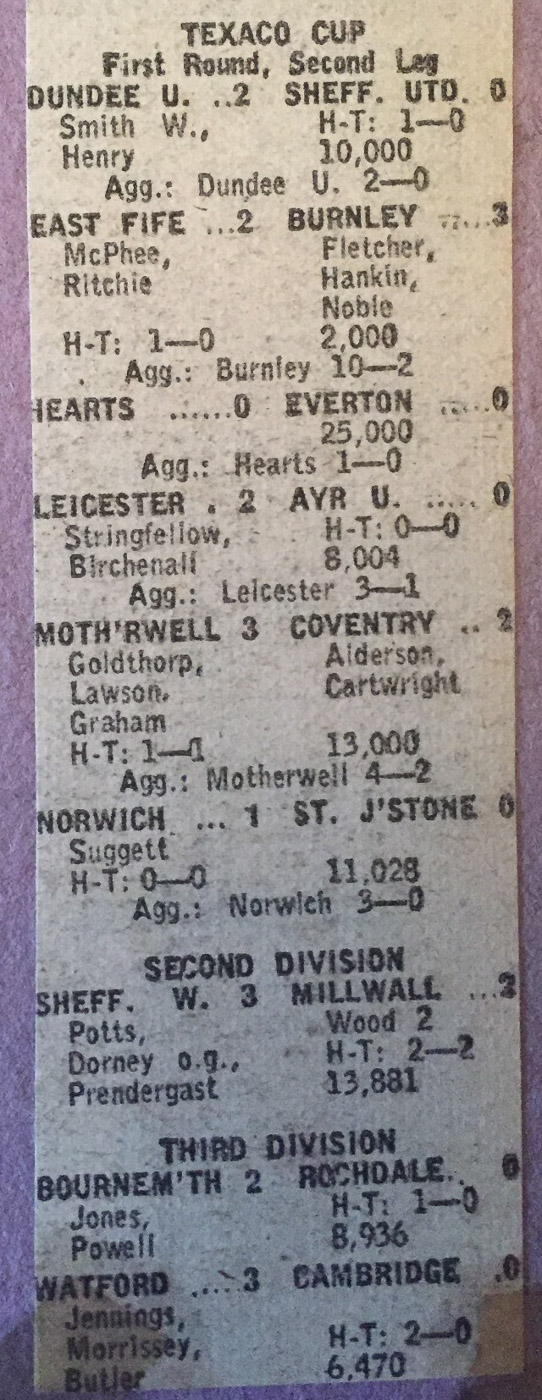 TEXACO CUP
First Round, Second Leg
DUNDEE U. ..2 SHEFF. UTD. 0
Smith W., H-T: 1—0
Henry 10,000
Agg.: Dundee U. 2—0
EAST FIFE ...2 BURNLEY .....3
McPhee, Fletcher,
Ritchie Hankin,
Noble
H-T: 1—0 2,000
Agg.: Burnley 10—2
HEARTS ......0 EVERTON .....0
25,000
Agg.: Hearts 1—0
LEICESTER . 2 AYR U. ..... 0
Stringfellow, H-T: 0—0
Birchenall 8,004
Agg.: Leicester 3—1
MOTH'RWELL 3 COVENTRY .. 2
Goldthorp, Alderson,
Lawson, Cartwright
Graham
H-T: 1—1 13,000
Agg.: Motherwell 4—2
NORWICH ... 1 ST. J'STONE 0
Suggett
H-T: 0—0 11,028
Agg.: Norwich 3—0
SECOND DIVISION
SHEFF. W. 3 MILLWALL ...2
Potts, Wood 2
Dorney o.g., H-T: 2—2
Prendergast 13,881
THIRD DIVISION
BOURNEM'TH 2 ROCHDALE.. 0
Jones, H-T: 1—0
Powell 8,936
WATFORD ....3 CAMBRIDGE .0
Jennings,
Morrissey, H-T: 2—0
Butler 6,470